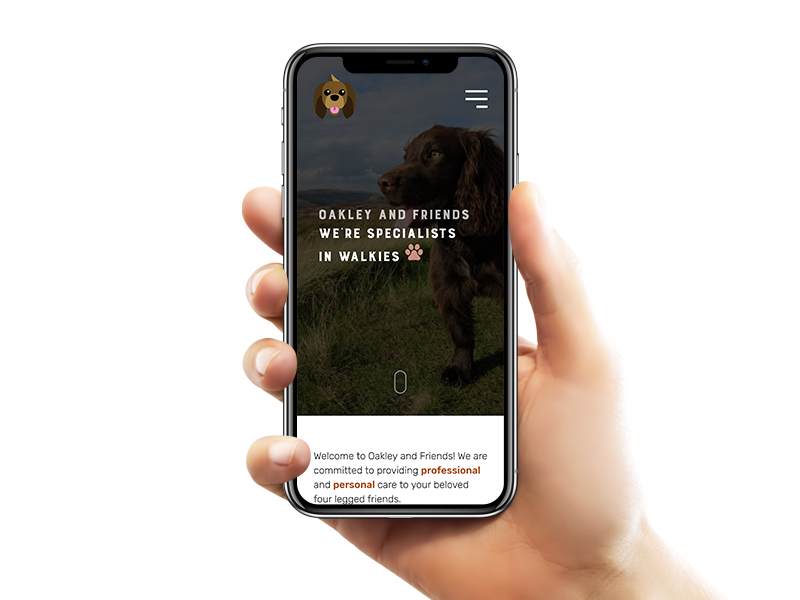 OAKLEY AND FRIENDS
WE'RE SPECIALISTS
IN WALKIES
Welcome to Oakley and Friends! We are
committed to providing professional
and personal care to your beloved
four legged friends.